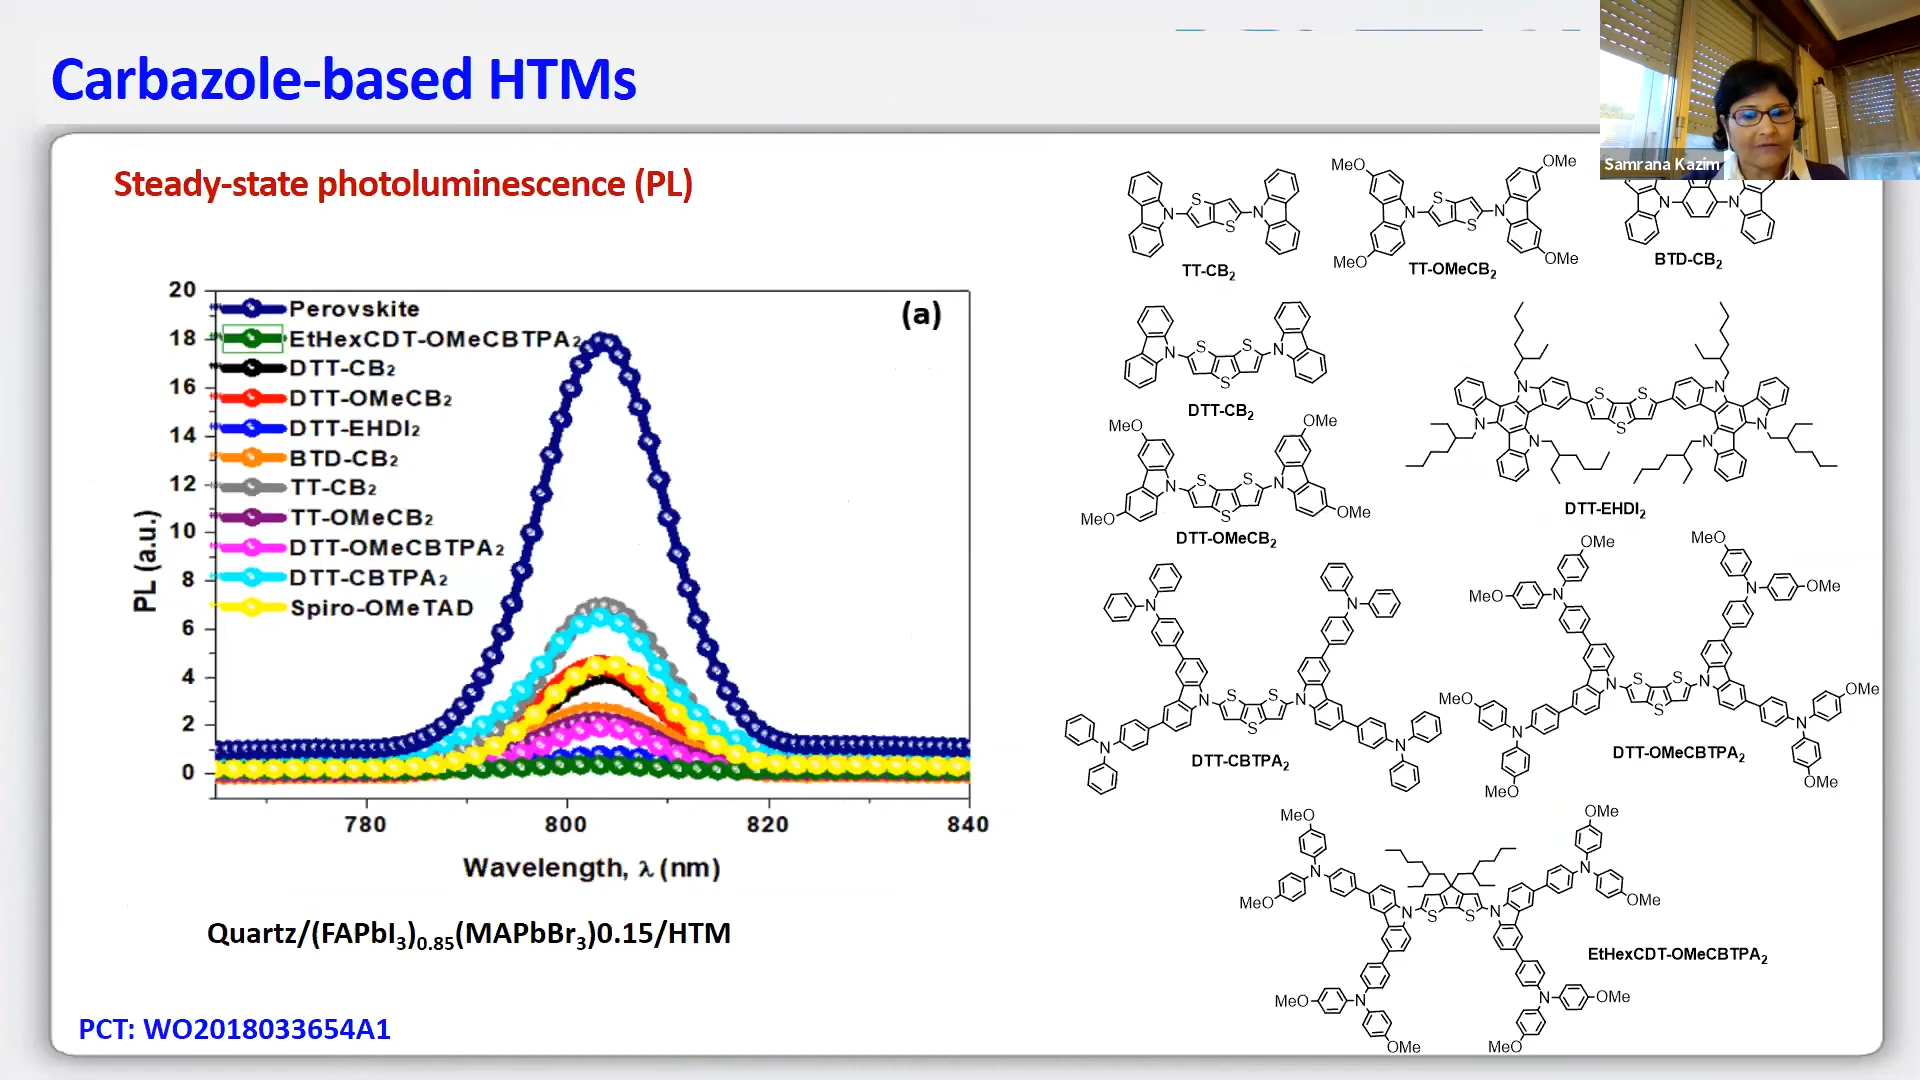 Carbazole-based HTMs
Samrana Kazim
Steady-state photoluminescence (PL)
(a)
20
18
16
14
12
10
8
6
4
2
0
PL (a.u.)
Perovskite
EtHexCDT-OMeCBTPA2
DTT-CB2
DTT-OMeCB2
DTT-EHDI2
BTD-CB2
TT-CB2
TT-OMeCB2
DTT-OMeCBTPA2
DTT-CBTPA2
Spiro-OMeTAD
780 800 820 840
Wavelength, λ (nm)
Quartz/(FAPbI3)0.85(MAPbBr3)0.15/HTM
PCT: WO2018033654A1
N S S N
TT-CB2
MeO OMe
N S S N
MeO OMe
TT-OMeCB2
N N
BTD-CB2
N S S S N
DTT-CB2
MeO OMe
N S S S N
MeO OMe
DTT-OMeCB2
N N S S S N N N N
DTT-EHDI2
N N
N S S S N
N N
DTT-CBTPA2
OMe MeO
MeO N N OMe
N S S S N
MeO OMe
N N
MeO OMe
DTT-OMeCBTPA2
MeO OMe
N N
MeO OMe
N S S N
EtHexCDT-OMeCBTPA2
MeO N N OMe
OMe MeO